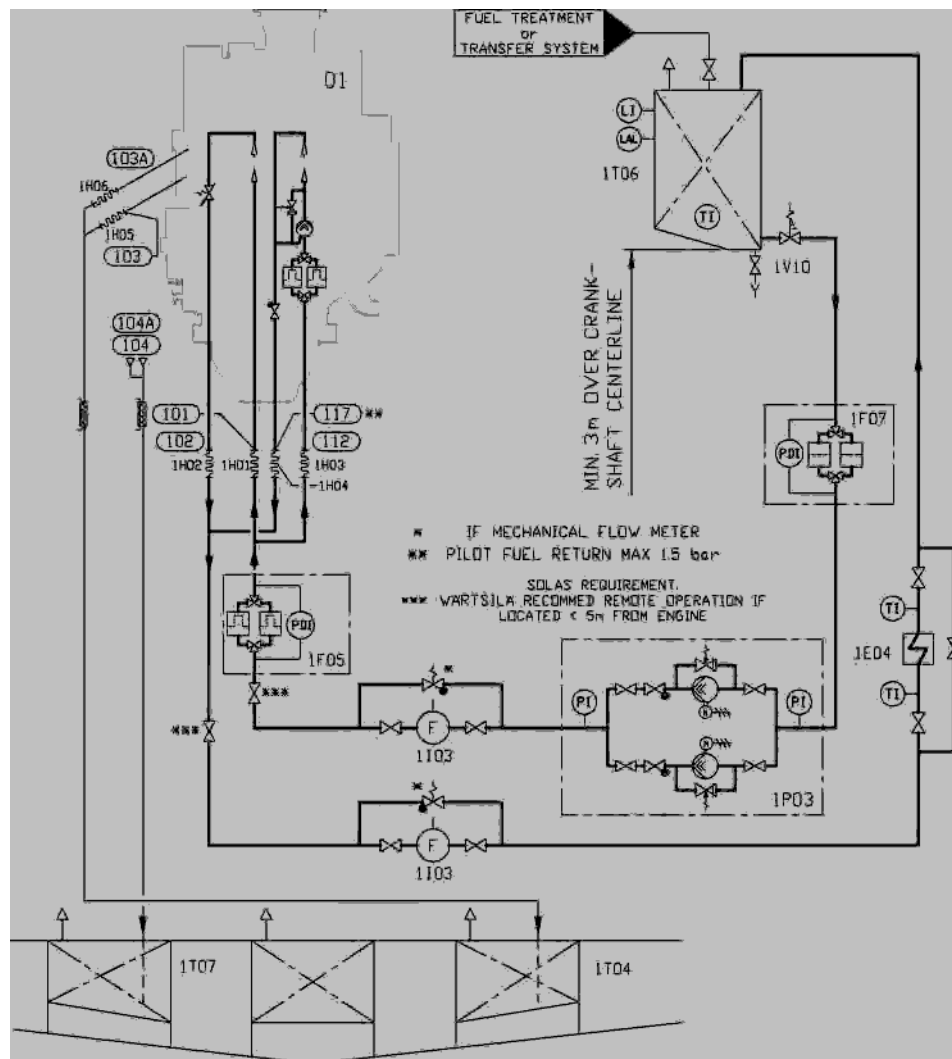 FUEL TREATMENT
or
TRANSFER SYSTEM
01
LI
LAL
1T06
TI
103A
1H06
1H05
103
1V10
104A
104
MIN. 3m OVER CRANK-
SHAFT CENTERLINE
1F07
PDI
101
117 **
102
112
1H02
1H01
1H03
1H04
* IF MECHANICAL FLOW METER
** PILOT FUEL RETURN MAX 1.5 bar
SOLAS REQUIREMENT.
*** WARTSILA RECOMMED REMOTE OPERATION IF
LOCATED < 5m FROM ENGINE
PDI
1F05
TI
1E04
TI
***
***
*
PI
M
PI
F
1I03
M
1P03
*
F
1I03
1T07
1T04